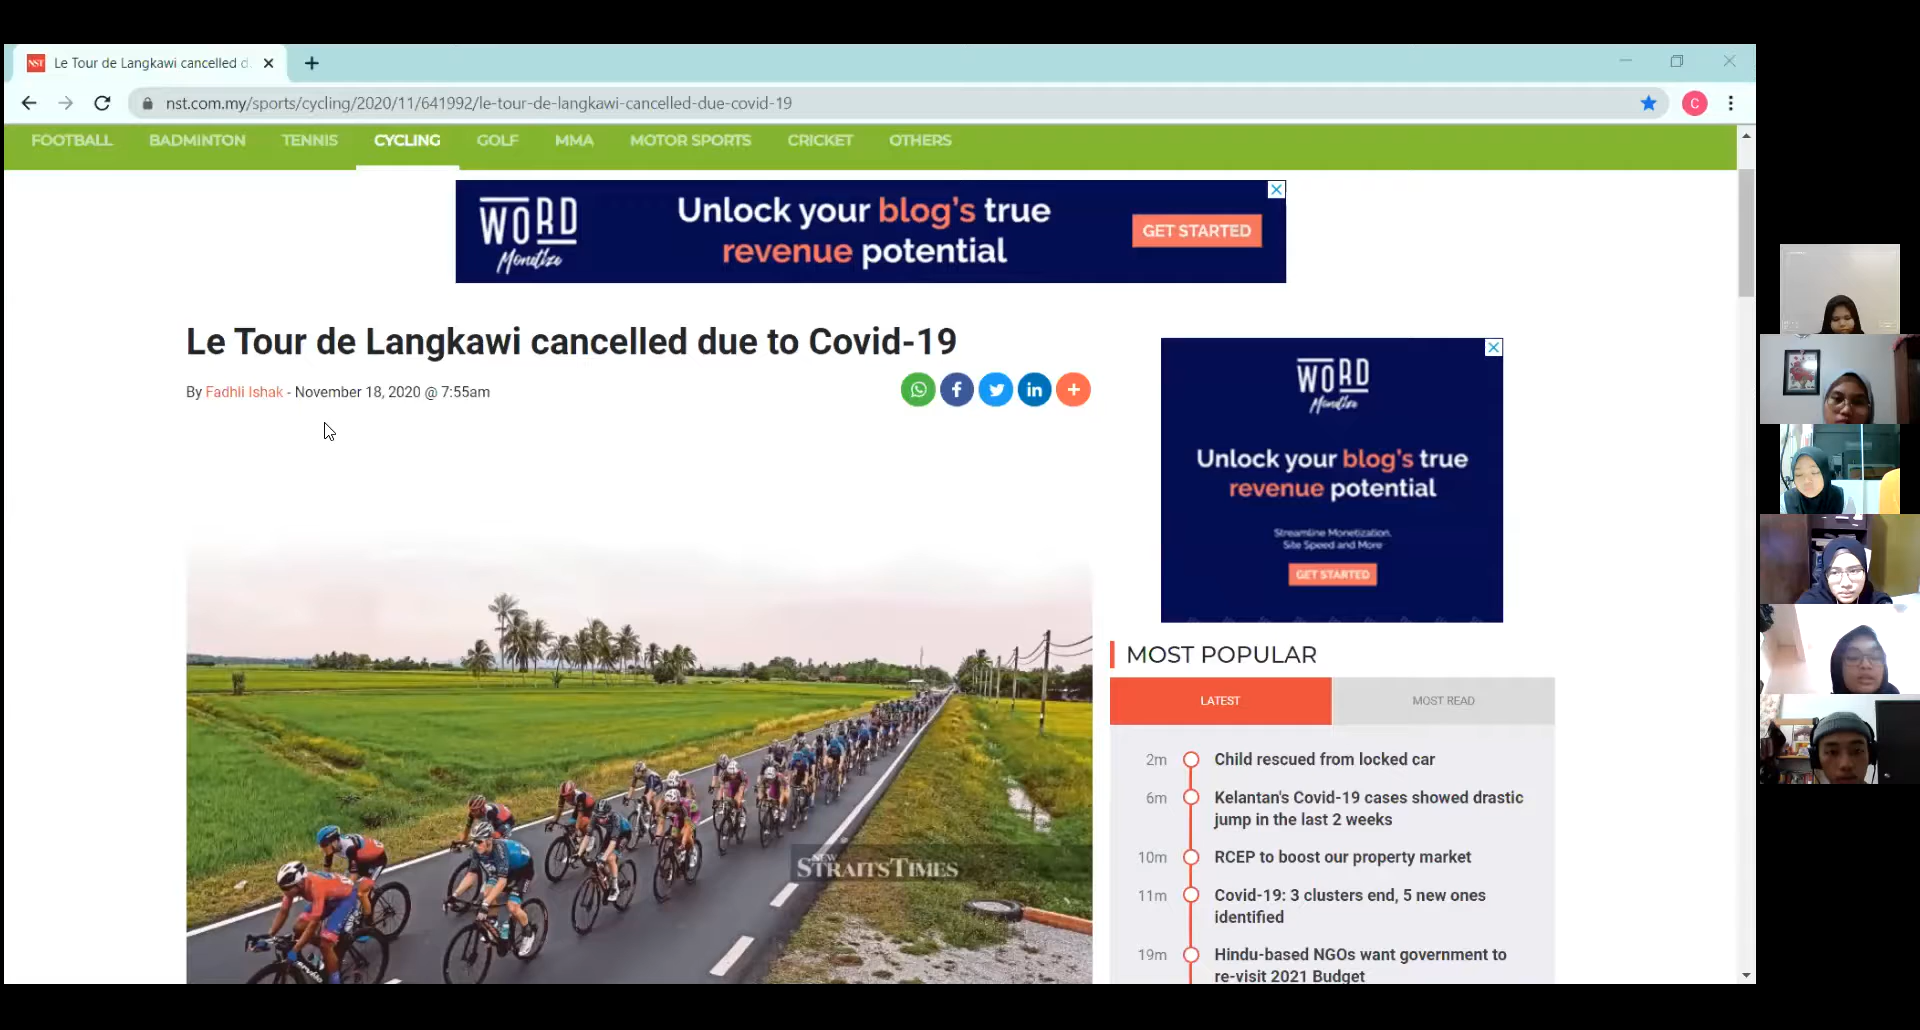 NST Le Tour de Langkawi cancelled d
nst.com.my/sports/cycling/2020/11/641992/le-tour-de-langkawi-cancelled-due-covid-19
C
FOOTBALL BADMINTON TENNIS CYCLING GOLF MMA MOTOR SPORTS CRICKET OTHERS
WORD
Monetize
Unlock your blog's true
revenue potential
GET STARTED
Le Tour de Langkawi cancelled due to Covid-19
By Fadhli Ishak - November 18, 2020 @ 7:55am
NEW
STRAITS TIMES
WORD
Monetize
Unlock your blog's true
revenue potential
Streamline Monetization,
Site Speed and More
GET STARTED
MOST POPULAR
LATEST MOST READ
2m Child rescued from locked car
6m Kelantan's Covid-19 cases showed drastic
jump in the last 2 weeks
10m RCEP to boost our property market
11m Covid-19: 3 clusters end, 5 new ones
identified
19m Hindu-based NGOs want government to
re-visit 2021 Budget